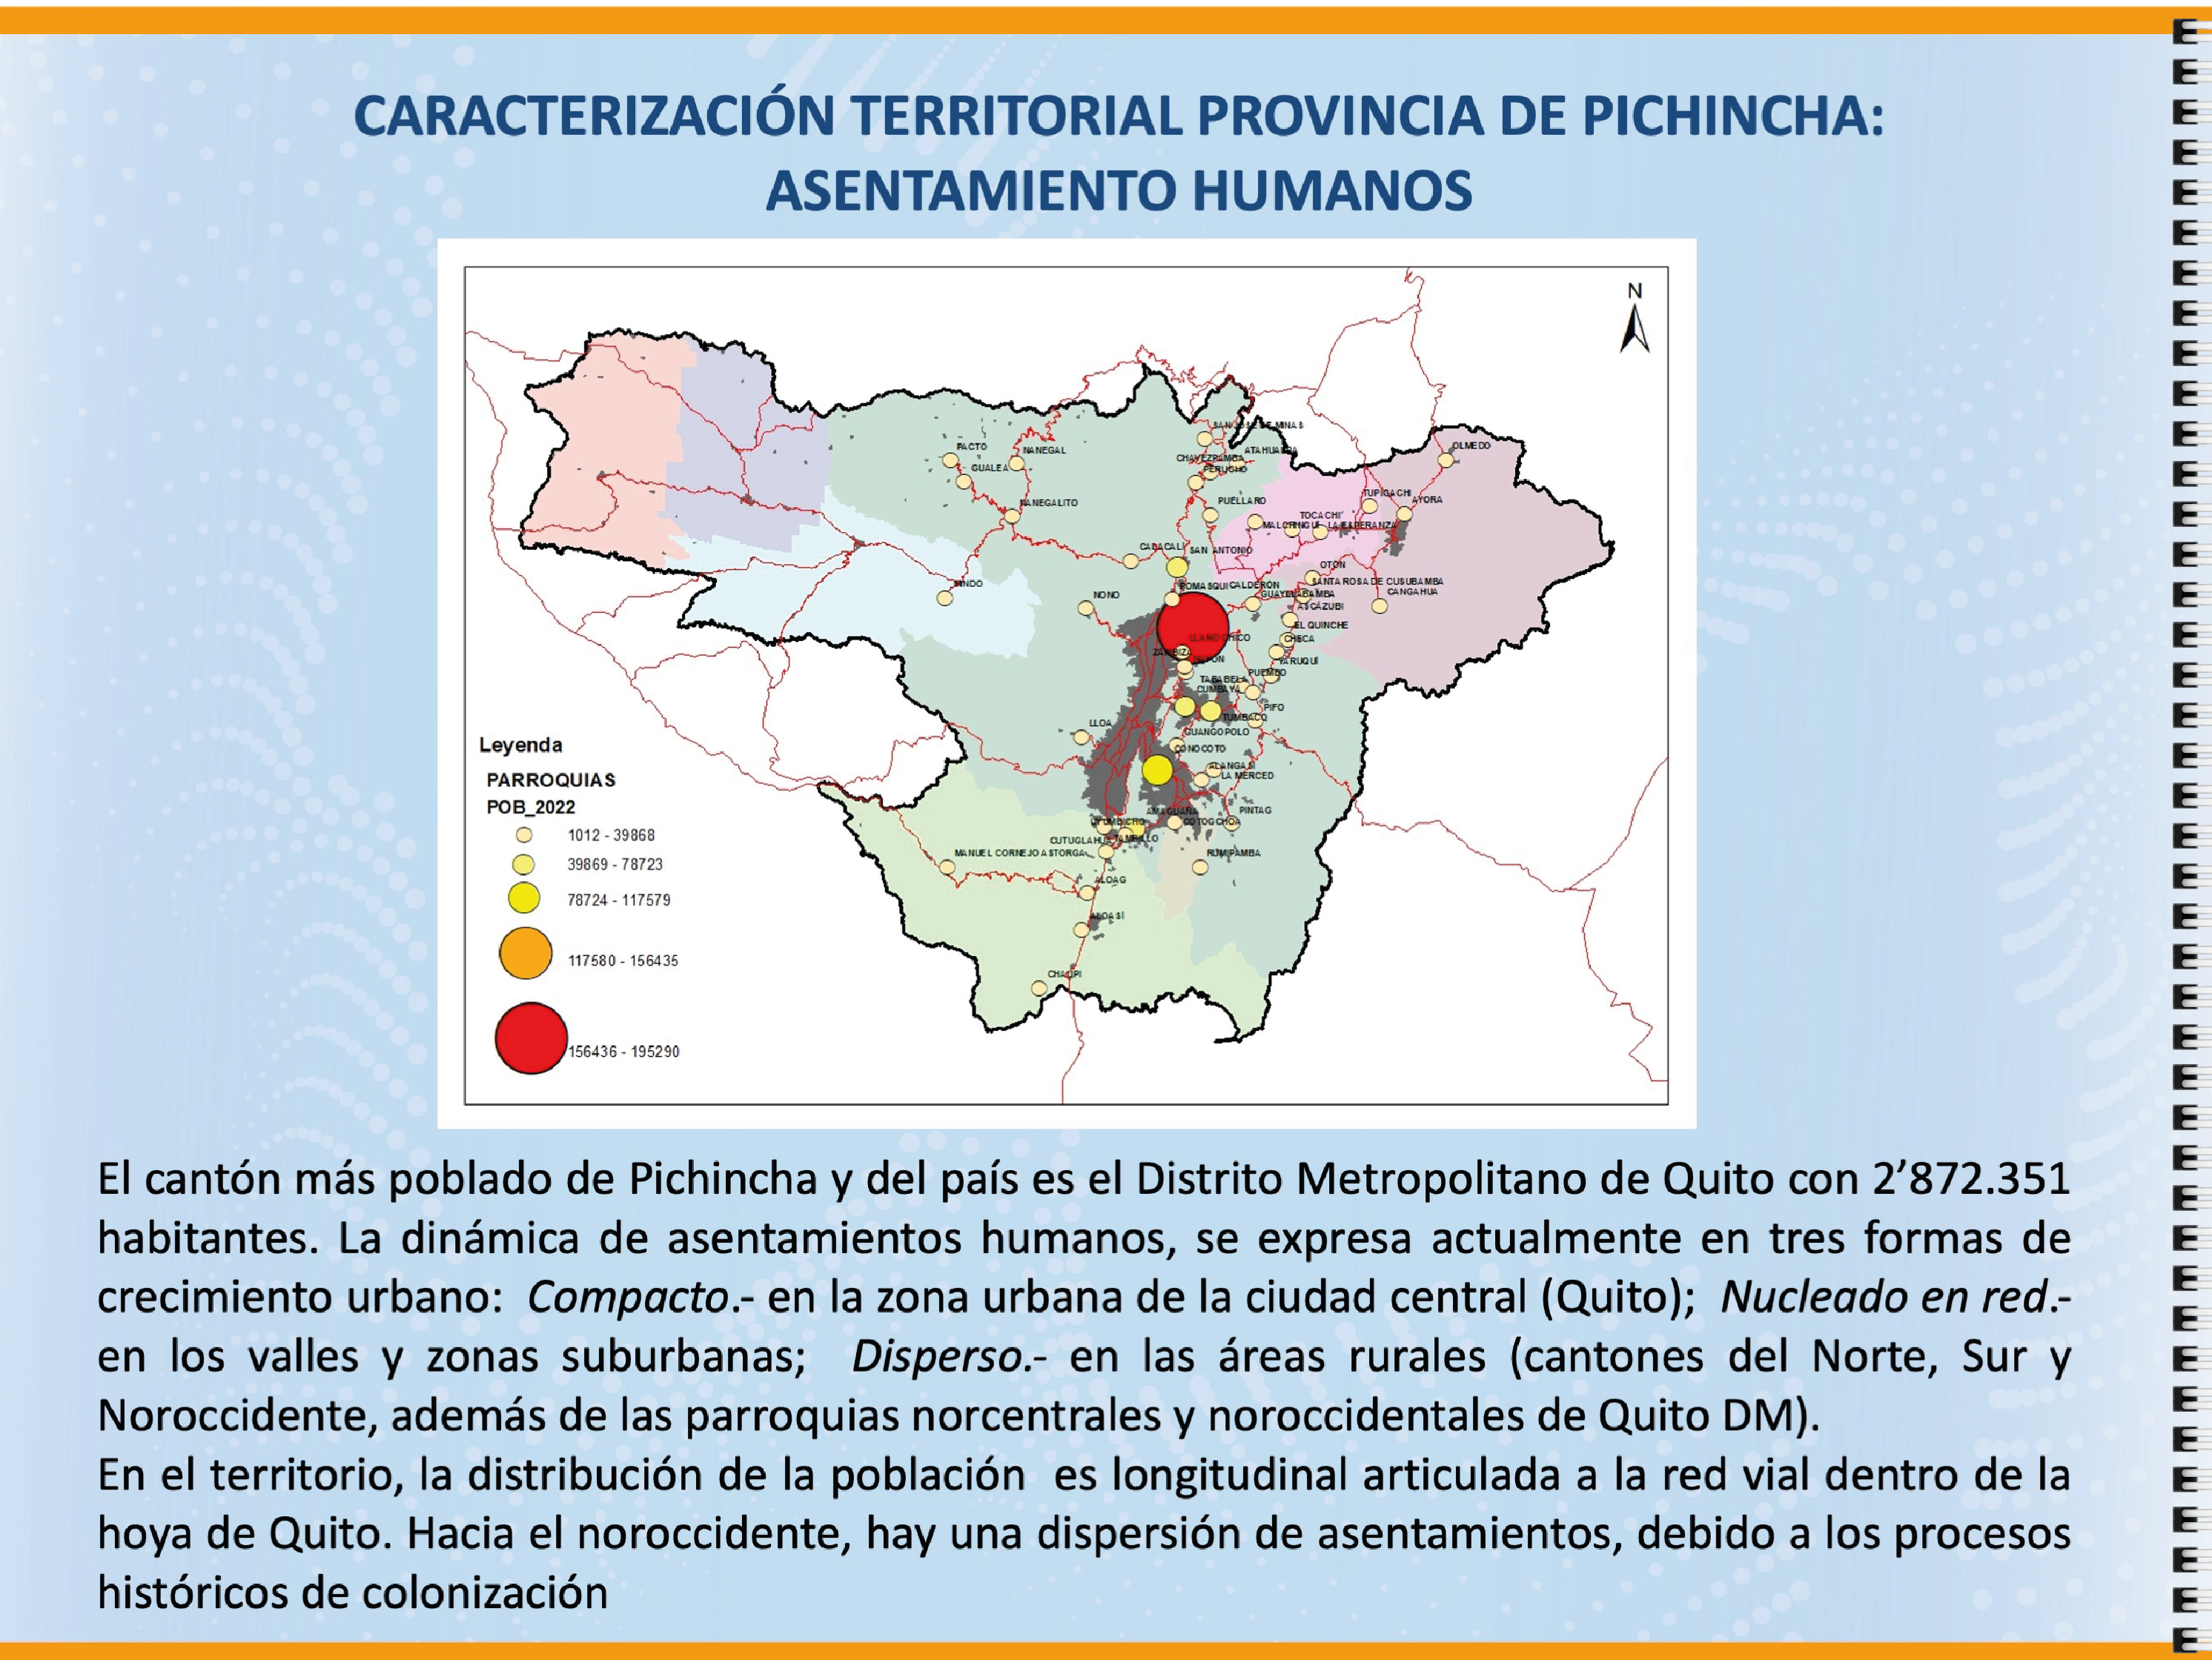 CARACTERIZACIÓN TERRITORIAL PROVINCIA DE PICHINCHA:
ASENTAMIENTO HUMANOS
N
SAN JOSE DE MINAS
OLMEDO
PACTO
NANEGAL
ATAHUALPA
CHAVEZPAMBA
GUALEA
PERUCHO
TUPIGACHI
AYORA
NANEGALITO
PUELLARO
TOCACHI
MALCHINGUI
LA ESPERANZA
CALACALI
SAN ANTONIO
OTON
MINDO
POMASQUI
CALDERON
SANTA ROSA DE CUSUBAMBA
NONO
GUAYLLABAMBA
CANGAHUA
ASCAZUBI
EL QUINCHE
LLANO CHICO
CHECA
ZAMBIZA
YARUQUI
TABABELA
PUEMBO
CUMBAYA
PIFO
LLOA
TUMBACO
GUANGOPOLO
CONOCOTO
ALANGASI
LA MERCED
AMAGUAÑA
PINTAG
UYUMBICHO
COTOGCHOA
CUTUGLAHUA
TAMBILLO
MANUEL CORNEJO ASTORGA
RUMIPAMBA
ALOAG
ALOASI
CHAUPI
Leyenda
PARROQUIAS
POB_2022
1012 - 39868
39869 - 78723
78724 - 117579
117580 - 156435
156436 - 195290
El cantón más poblado de Pichincha y del país es el Distrito Metropolitano de Quito con 2’872.351
habitantes. La dinámica de asentamientos humanos, se expresa actualmente en tres formas de
crecimiento urbano: Compacto.- en la zona urbana de la ciudad central (Quito); Nucleado en red.-
en los valles y zonas suburbanas; Disperso.- en las áreas rurales (cantones del Norte, Sur y
Noroccidente, además de las parroquias norcentrales y noroccidentales de Quito DM).
En el territorio, la distribución de la población es longitudinal articulada a la red vial dentro de la
hoya de Quito. Hacia el noroccidente, hay una dispersión de asentamientos, debido a los procesos
históricos de colonización